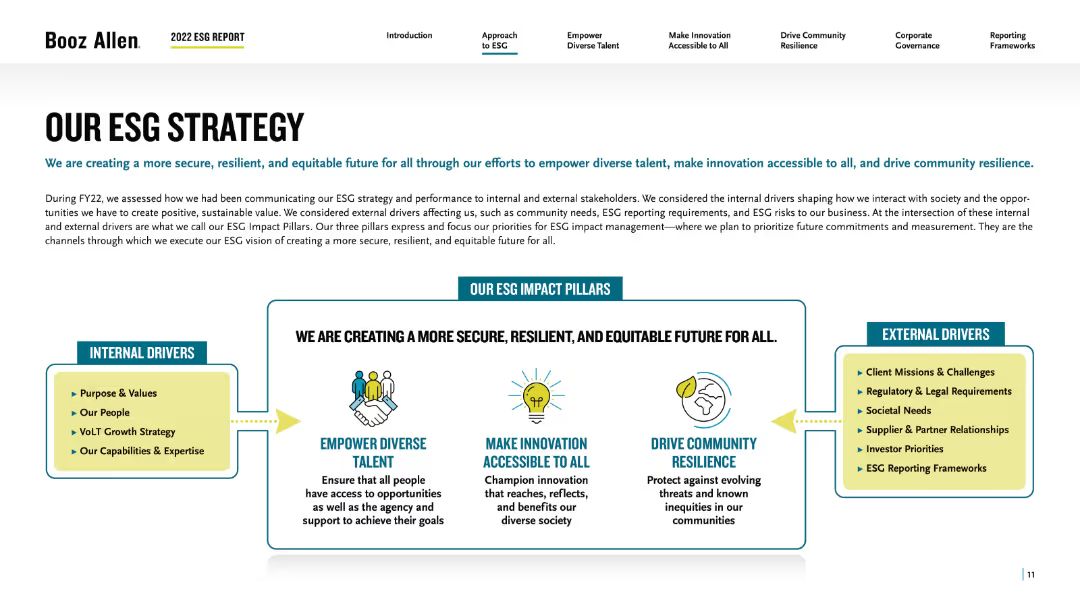 Booz Allen.
2022 ESG REPORT
Introduction
Approach
to ESG
Empower
Diverse Talent
Make Innovation
Accessible to All
Drive Community
Resilience
Corporate
Governance
Reporting
Frameworks
OUR ESG STRATEGY
We are creating a more secure, resilient, and equitable future for all through our efforts to empower diverse talent, make innovation accessible to all, and drive community resilience.
During FY22, we assessed how we had been communicating our ESG strategy and performance to internal and external stakeholders. We considered the internal drivers shaping how we interact with society and the oppor-
tunities we have to create positive, sustainable value. We considered external drivers affecting us, such as community needs, ESG reporting requirements, and ESG risks to our business. At the intersection of these internal
and external drivers are what we call our ESG Impact Pillars. Our three pillars express and focus our priorities for ESG impact management—where we plan to prioritize future commitments and measurement. They are the
channels through which we execute our ESG vision of creating a more secure, resilient, and equitable future for all.
INTERNAL DRIVERS
▸ Purpose & Values
▸ Our People
▸ VoLT Growth Strategy
▸ Our Capabilities & Expertise
OUR ESG IMPACT PILLARS
WE ARE CREATING A MORE SECURE, RESILIENT, AND EQUITABLE FUTURE FOR ALL.
EMPOWER DIVERSE
TALENT
Ensure that all people
have access to opportunities
as well as the agency and
support to achieve their goals
MAKE INNOVATION
ACCESSIBLE TO ALL
Champion innovation
that reaches, reflects,
and benefits our
diverse society
DRIVE COMMUNITY
RESILIENCE
Protect against evolving
threats and known
inequities in our
communities
EXTERNAL DRIVERS
▸ Client Missions & Challenges
▸ Regulatory & Legal Requirements
▸ Societal Needs
▸ Supplier & Partner Relationships
▸ Investor Priorities
▸ ESG Reporting Frameworks
11